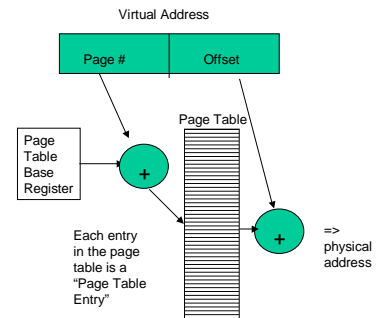 Virtual Address
Page #
Offset
Page Table
Page
Table
Base
Register
+
+
Each entry
in the page
table is a
“Page Table
Entry”
=>
physical
address